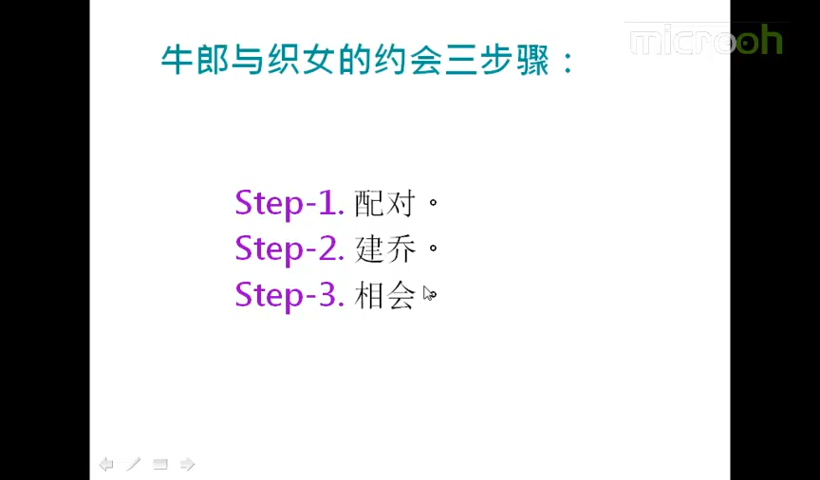 microoh
牛郎与织女的约会三步骤：
Step-1. 配对。
Step-2. 建乔。
Step-3. 相会。